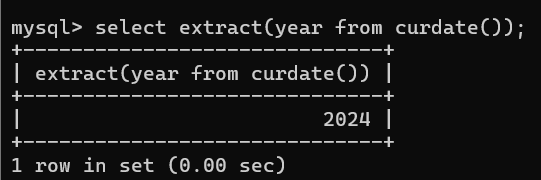 mysql> select extract(year from curdate());
+------------------------------+
| extract(year from curdate()) |
+------------------------------+
|                         2024 |
+------------------------------+
1 row in set (0.00 sec)